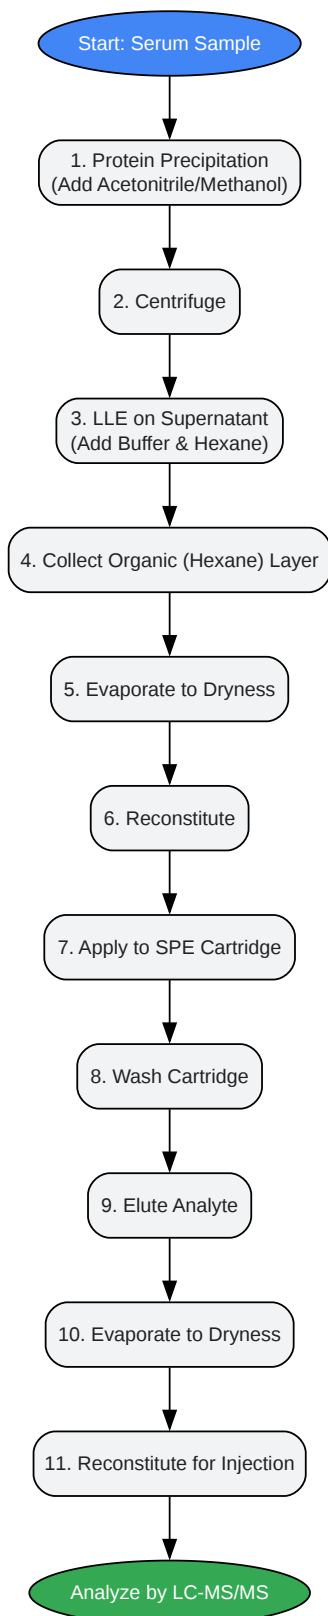 Start: Serum Sample
1. Protein Precipitation
(Add Acetonitrile/Methanol)
2. Centrifuge
3. LLE on Supernatant
(Add Buffer & Hexane)
4. Collect Organic (Hexane) Layer
5. Evaporate to Dryness
6. Reconstitute
7. Apply to SPE Cartridge
8. Wash Cartridge
9. Elute Analyte
10. Evaporate to Dryness
11. Reconstitute for Injection
Analyze by LC-MS/MS